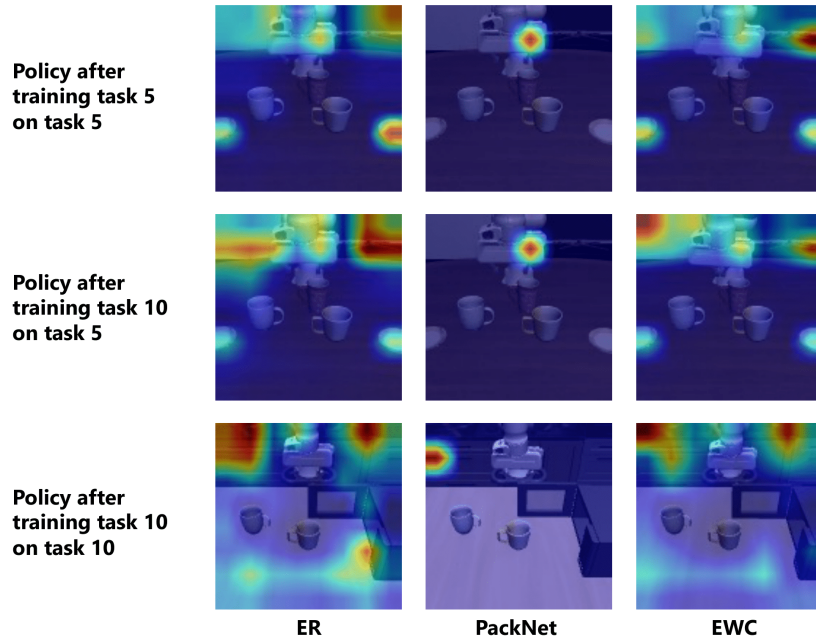 Policy after
training task 5
on task 5
Policy after
training task 10
on task 5
Policy after
training task 10
on task 10
ER
PackNet
EWC